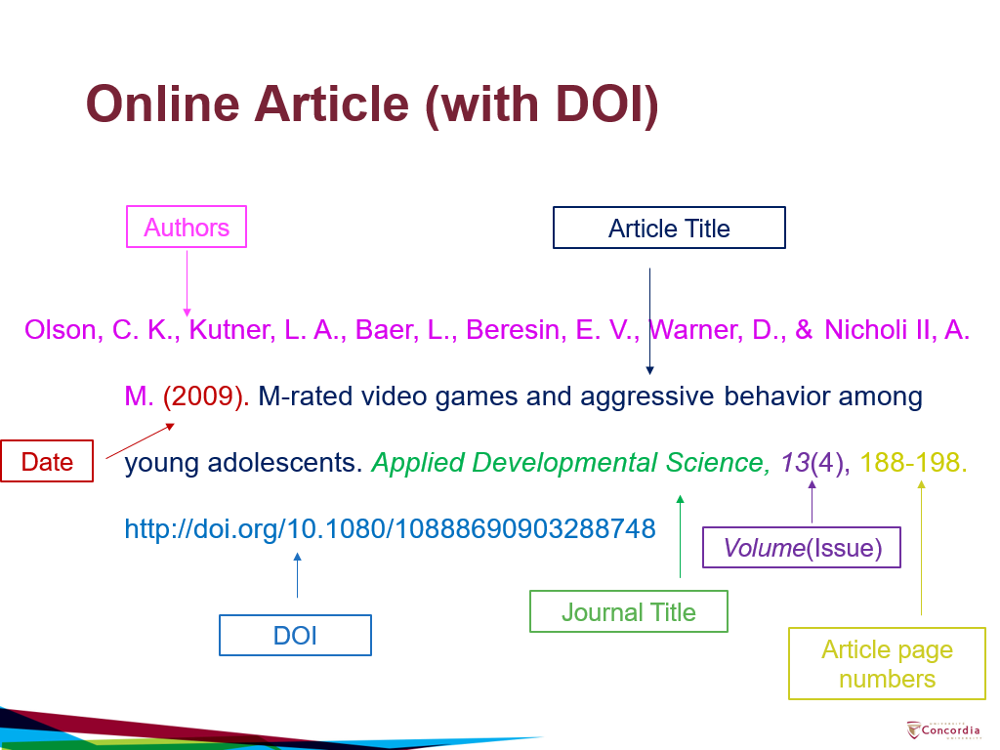 Online Article (with DOI)
Authors
Article Title
Olson, C. K., Kutner, L. A., Baer, L., Beresin, E. V., Warner, D., & Nicholi II, A.
M. (2009). M-rated video games and aggressive behavior among
Date
young adolescents. Applied Developmental Science, 13(4), 188-198.
http://doi.org/10.1080/10888690903288748
Volume(Issue)
Journal Title
DOI
Article page
numbers
UNIVERSITÉ
Concordia
UNIVERSITY